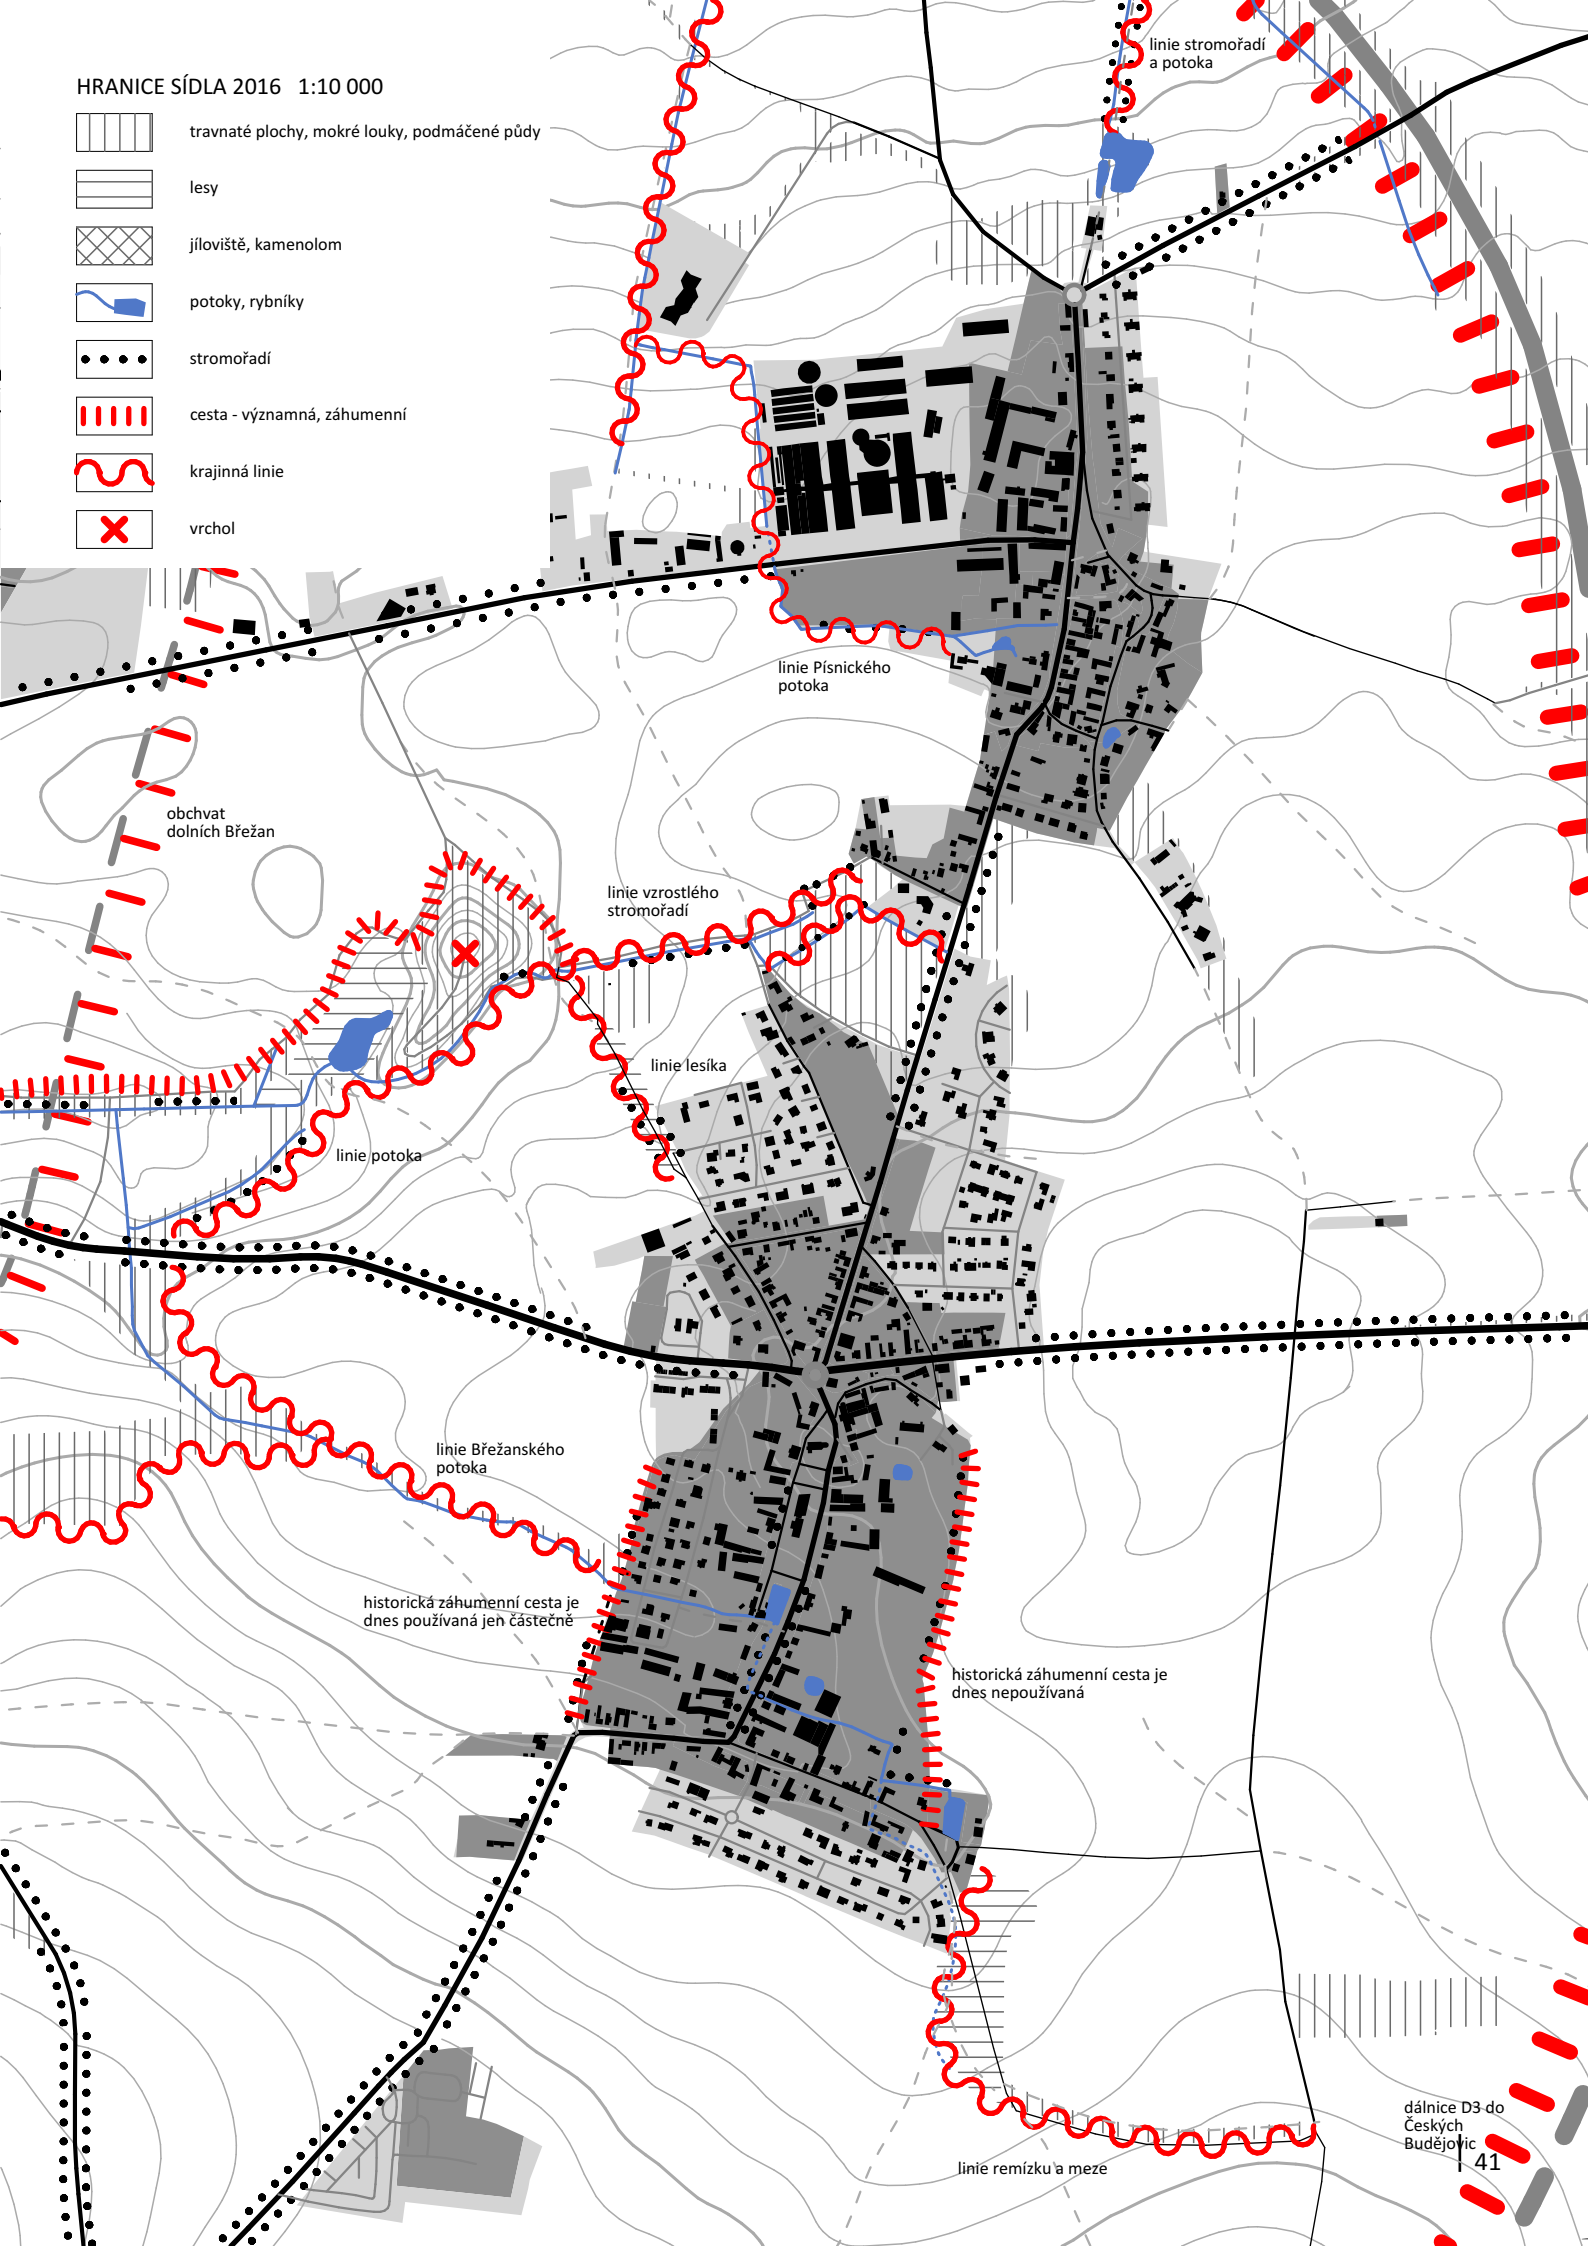 HRANICE SÍDLA 2016   1:10 000
travnaté plochy, mokré louky, podmáčené půdy
lesy
jíloviště, kamenolom
potoky, rybníky
stromořadí
cesta - významná, záhumenní
krajinná linie
vrchol
linie stromořadí
a potoka
linie Písnického
potoka
obchvat
dolních Břežan
linie vzrostlého
stromořadí
linie lesíka
linie potoka
linie Břežanského
potoka
historická záhumenní cesta je
dnes používaná jen částečně
historická záhumenní cesta je
dnes nepoužívaná
dálnice D3 do
Českých
Budějovic
linie remízku a meze
41